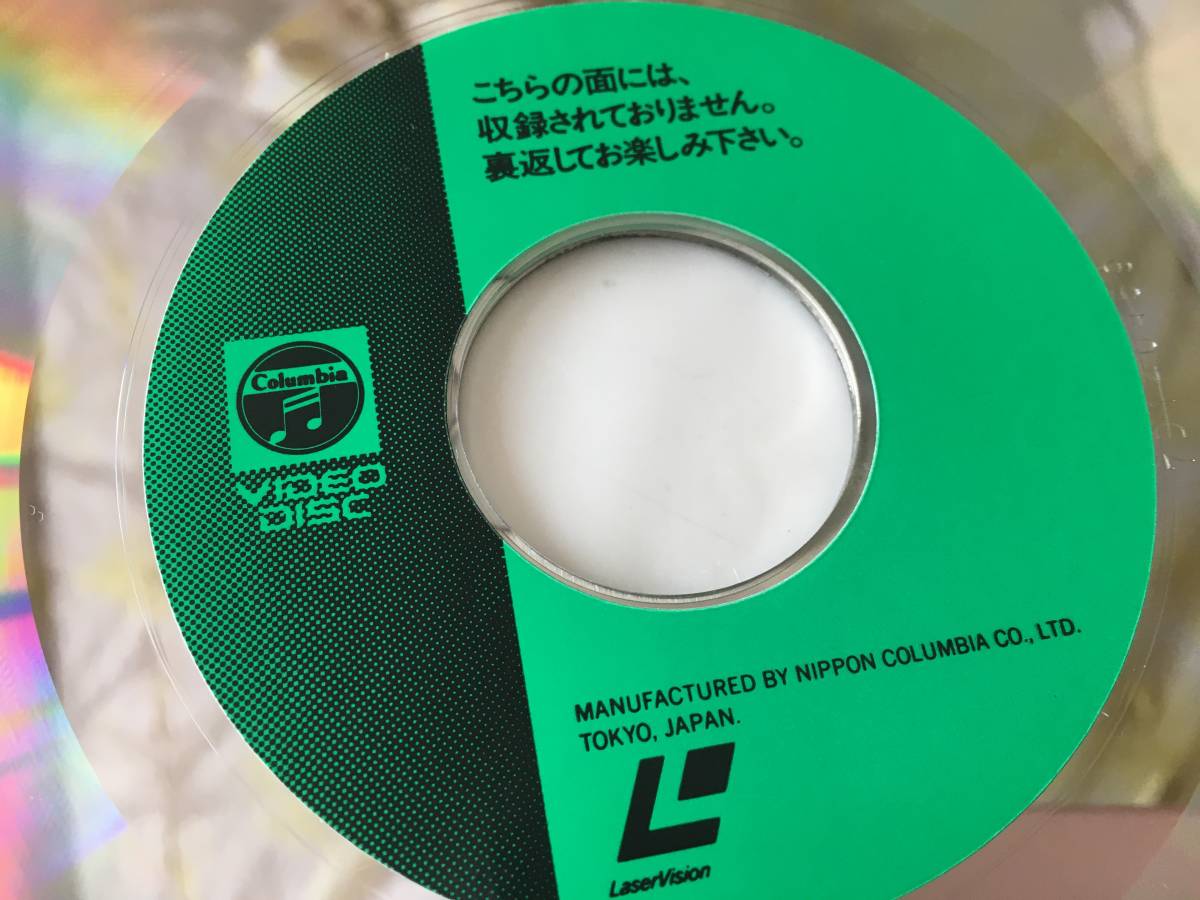 こちらの面には、
収録されておりません。
裏返してお楽しみ下さい。
Columbia
VIDEO
DISC
MANUFACTURED BY NIPPON COLUMBIA CO., LTD.
TOKYO, JAPAN.
LaserVision